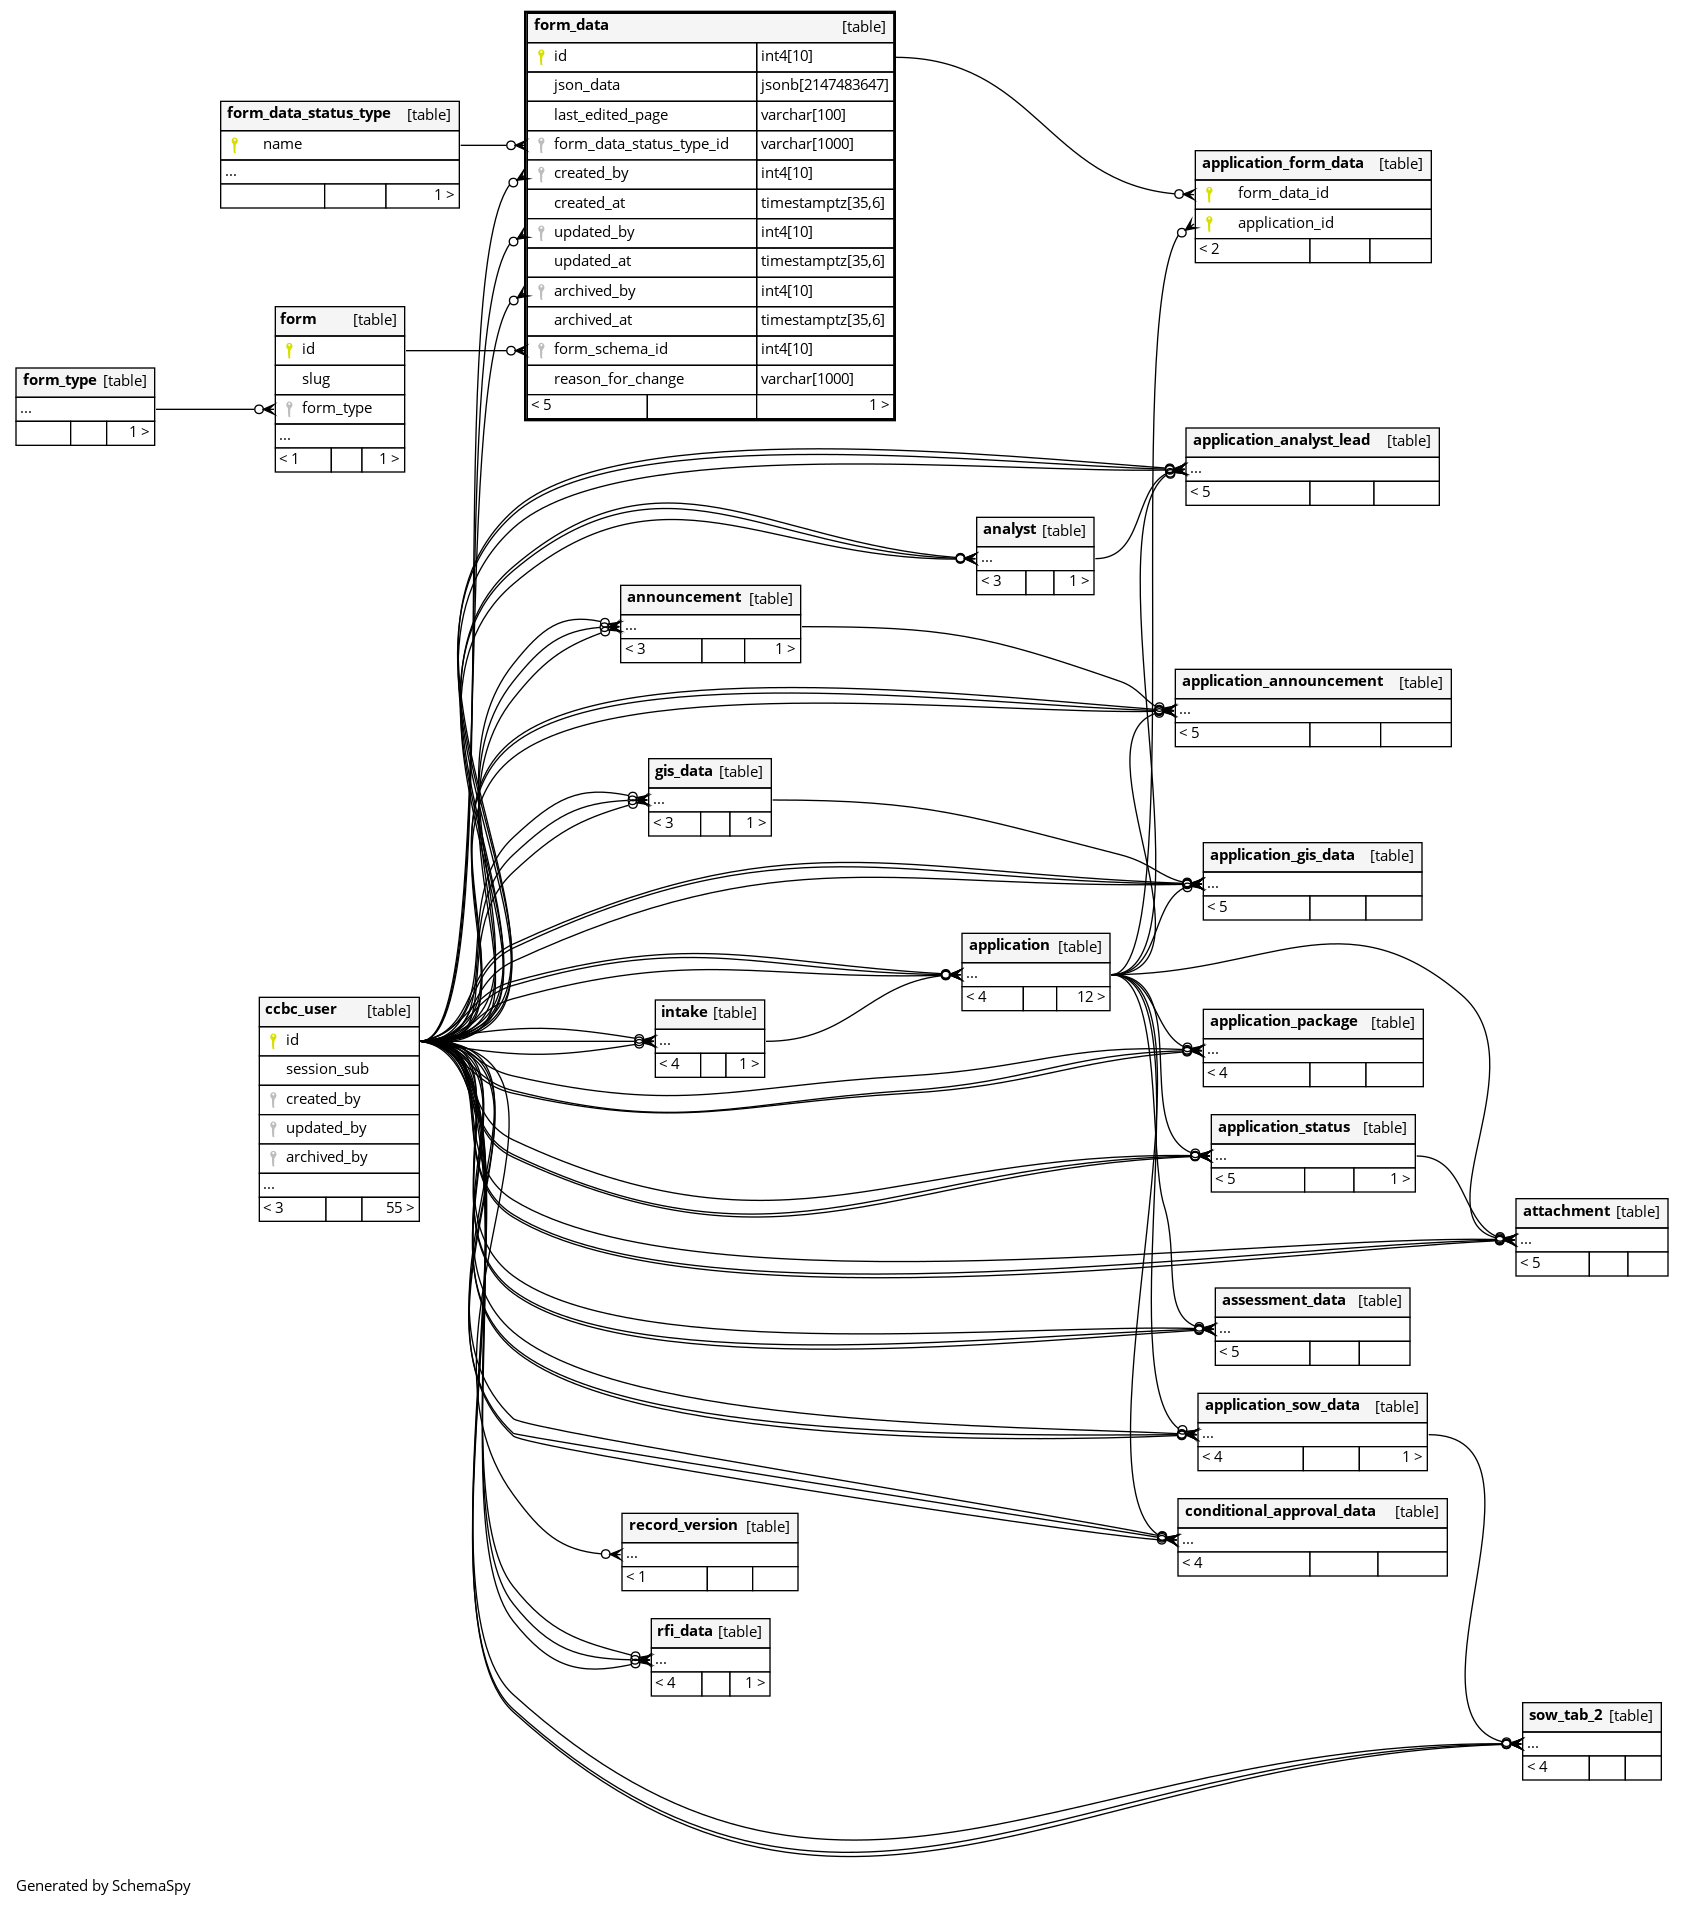 form_data [table]
id int4[10]
json_data jsonb[2147483647]
last_edited_page varchar[100]
form_data_status_type_id varchar[1000]
created_by int4[10]
created_at timestamptz[35,6]
updated_by int4[10]
updated_at timestamptz[35,6]
archived_by int4[10]
archived_at timestamptz[35,6]
form_schema_id int4[10]
reason_for_change varchar[1000]
< 5 1 >
form_data_status_type [table]
name
...
1 >
application_form_data [table]
form_data_id
application_id
< 2
form [table]
id
slug
form_type
...
< 1 1 >
form_type [table]
...
1 >
application_analyst_lead [table]
...
< 5
analyst [table]
...
< 3 1 >
announcement [table]
...
< 3 1 >
application_announcement [table]
...
< 5
gis_data [table]
...
< 3 1 >
application_gis_data [table]
...
< 5
application [table]
...
< 4 12 >
ccbc_user [table]
id
session_sub
created_by
updated_by
archived_by
...
< 3 55 >
intake [table]
...
< 4 1 >
application_package [table]
...
< 4
application_status [table]
...
< 5 1 >
attachment [table]
...
< 5
assessment_data [table]
...
< 5
application_sow_data [table]
...
< 4 1 >
conditional_approval_data [table]
...
< 4
record_version [table]
...
< 1
rfi_data [table]
...
< 4 1 >
sow_tab_2 [table]
...
< 4
Generated by SchemaSpy